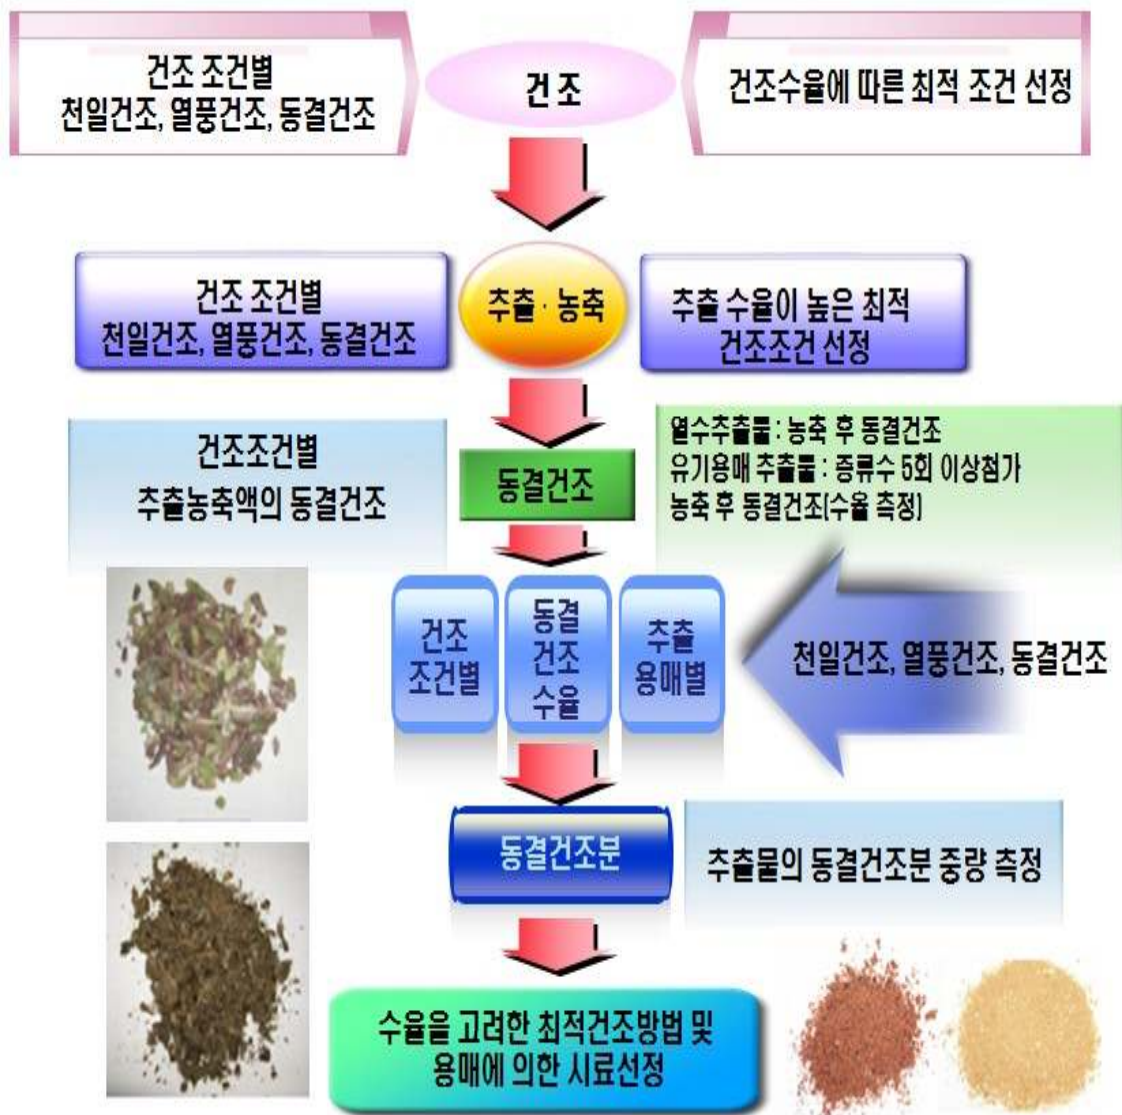 건조 조건별
천일건조, 열풍건조, 동결건조
건조
건조수율에 따른 최적 조건 선정
건조 조건별
천일건조, 열풍건조, 동결건조
추출 · 농축
추출 수율이 높은 최적
건조조건 선정
건조조건별
추출농축액의 동결건조
동결건조
열수추출물 : 농축 후 동결건조
유기용매 추출물 : 증류수 5회 이상첨가
농축 후 동결건조(수율 측정)
건조
조건별
동결
건조
수율
추출
용매별
천일건조, 열풍건조, 동결건조
동결건조분
추출물의 동결건조분 중량 측정
수율을 고려한 최적건조방법 및
용매에 의한 시료선정